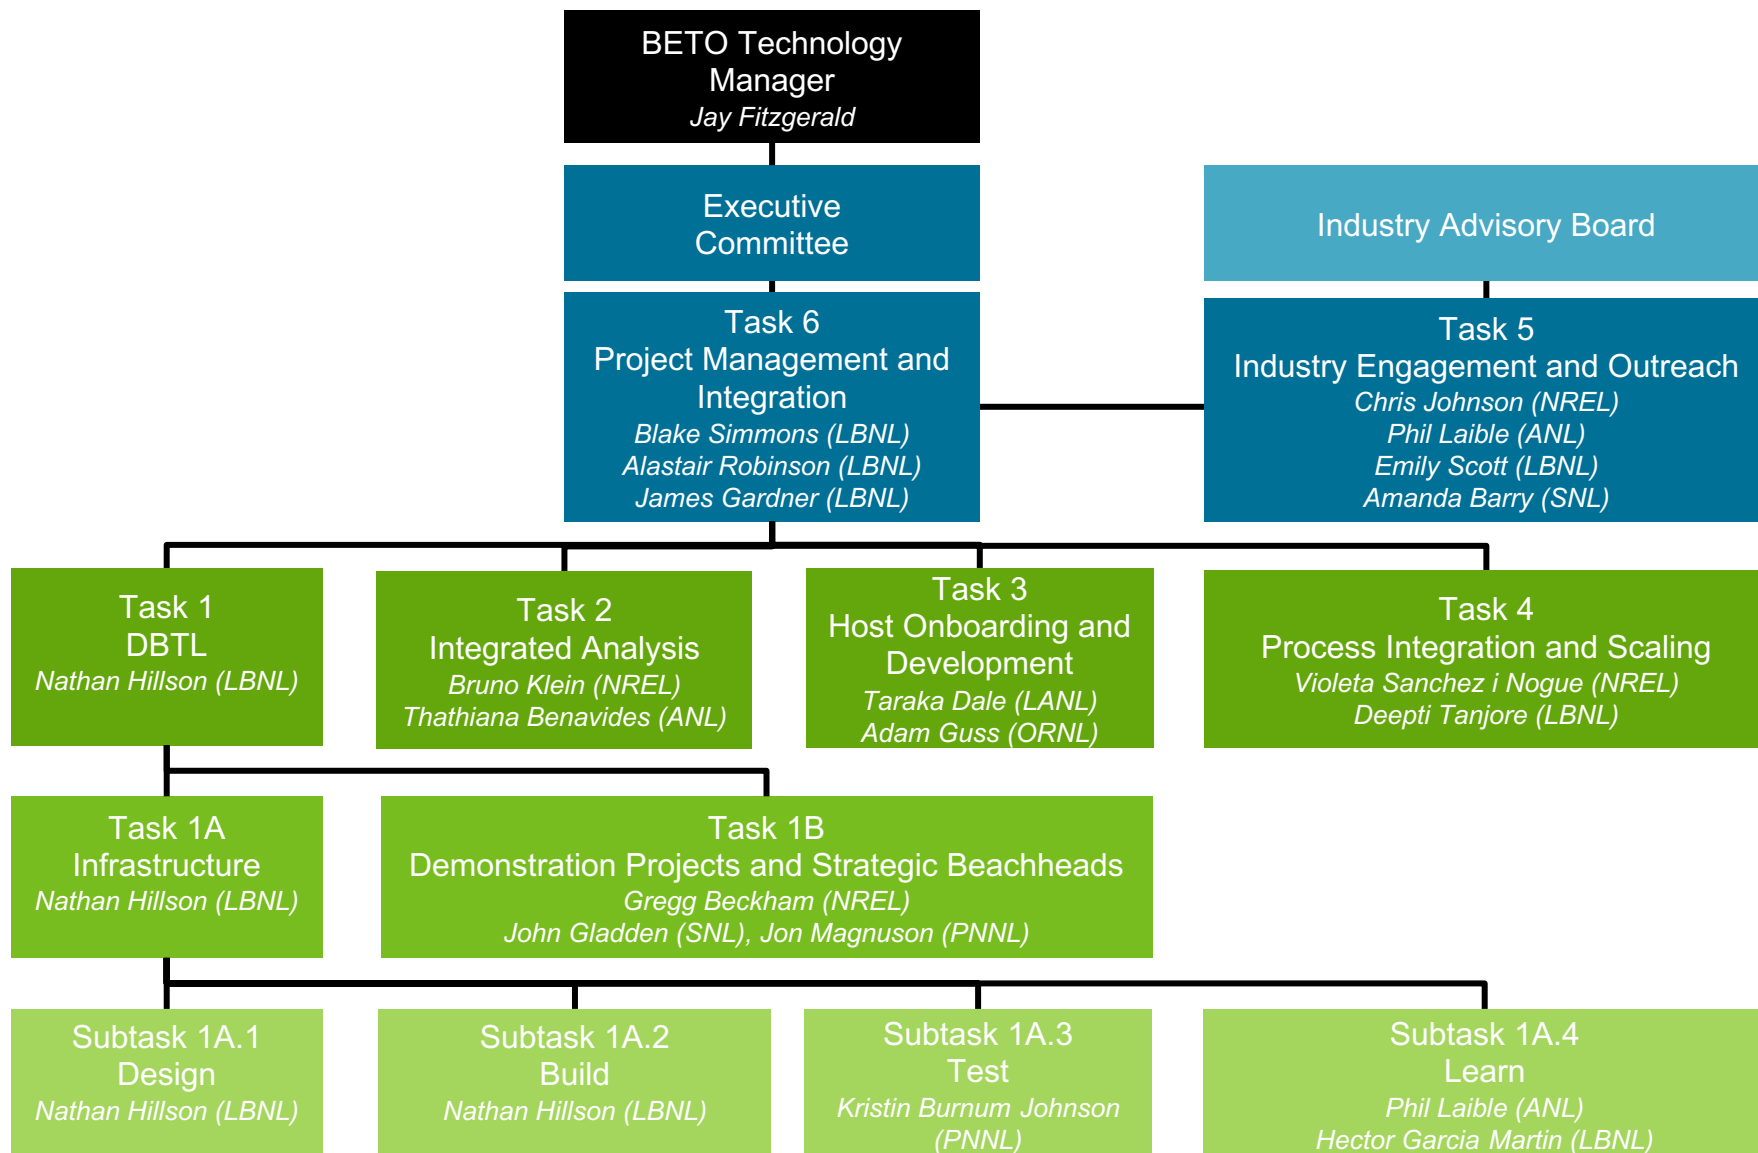 BETO Technology
Manager
Jay Fitzgerald
Executive
Committee
Industry Advisory Board
Task 6
Project Management and
Integration
Blake Simmons (LBNL)
Alastair Robinson (LBNL)
James Gardner (LBNL)
Task 5
Industry Engagement and Outreach
Chris Johnson (NREL)
Phil Laible (ANL)
Emily Scott (LBNL)
Amanda Barry (SNL)
Task 1
DBTL
Nathan Hillson (LBNL)
Task 2
Integrated Analysis
Bruno Klein (NREL)
Thathiana Benavides (ANL)
Task 3
Host Onboarding and
Development
Taraka Dale (LANL)
Adam Guss (ORNL)
Task 4
Process Integration and Scaling
Violeta Sanchez i Nogue (NREL)
Deepti Tanjore (LBNL)
Task 1A
Infrastructure
Nathan Hillson (LBNL)
Task 1B
Demonstration Projects and Strategic Beachheads
Gregg Beckham (NREL)
John Gladden (SNL), Jon Magnuson (PNNL)
Subtask 1A.1
Design
Nathan Hillson (LBNL)
Subtask 1A.2
Build
Nathan Hillson (LBNL)
Subtask 1A.3
Test
Kristin Burnum Johnson
(PNNL)
Subtask 1A.4
Learn
Phil Laible (ANL)
Hector Garcia Martin (LBNL)